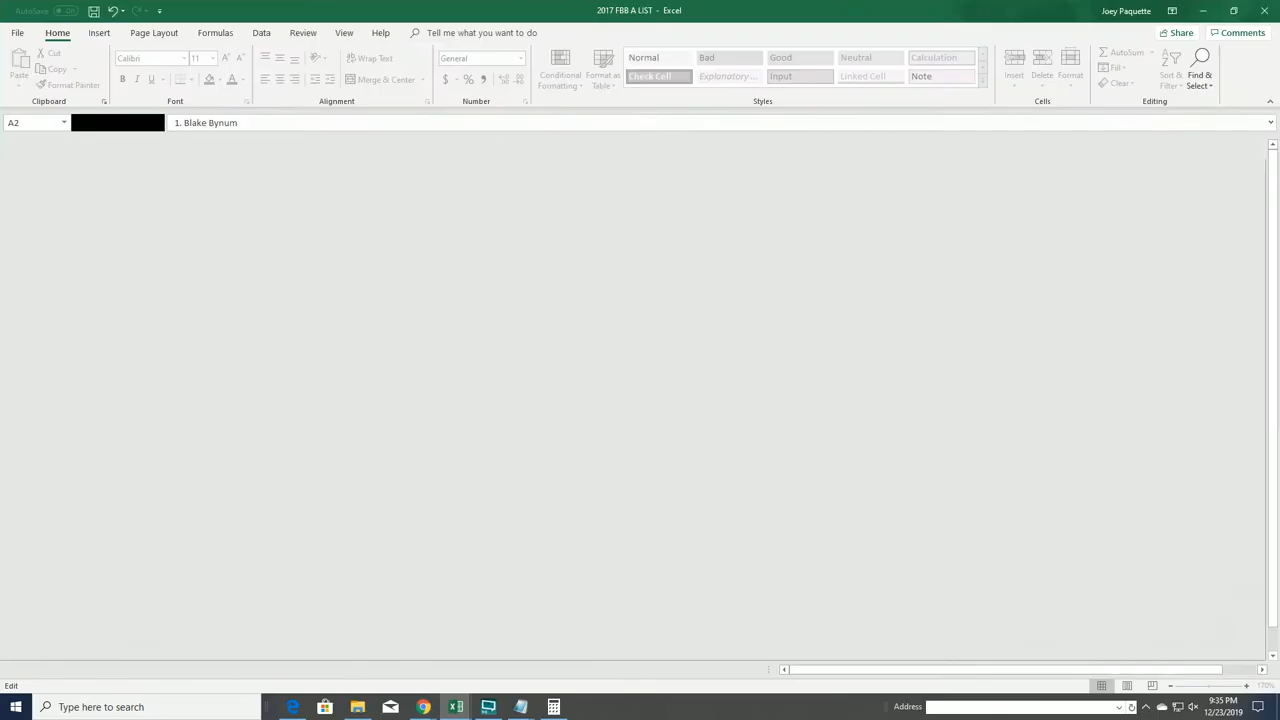 AutoSave Off 2017 FBB A LIST - Excel Joey Paquette
File Home Insert Page Layout Formulas Data Review View Help Tell me what you want to do Share Comments
Paste Cut Copy Format Painter Clipboard
Calibri 11 A A B I U A Font
Wrap Text Merge & Center Alignment
General $ % , Number
Conditional Formatting Format as Table
Normal Bad Good Neutral Calculation
Check Cell Explanatory ... Input Linked Cell Note
Styles
Insert Delete Format Cells
AutoSum Fill Clear Sort & Filter Find & Select Editing
A2 1. Blake Bynum
Edit 170%
Type here to search Address 9:35 PM
12/23/2019